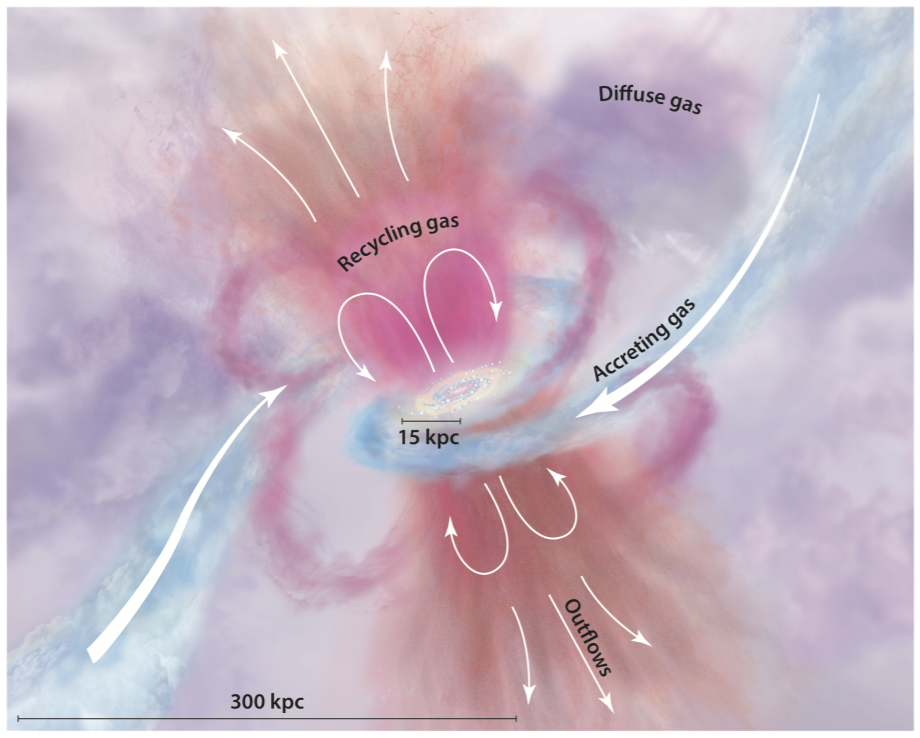 Diffuse gas
Recycling gas
Accreting gas
15 kpc
Outflows
300 kpc